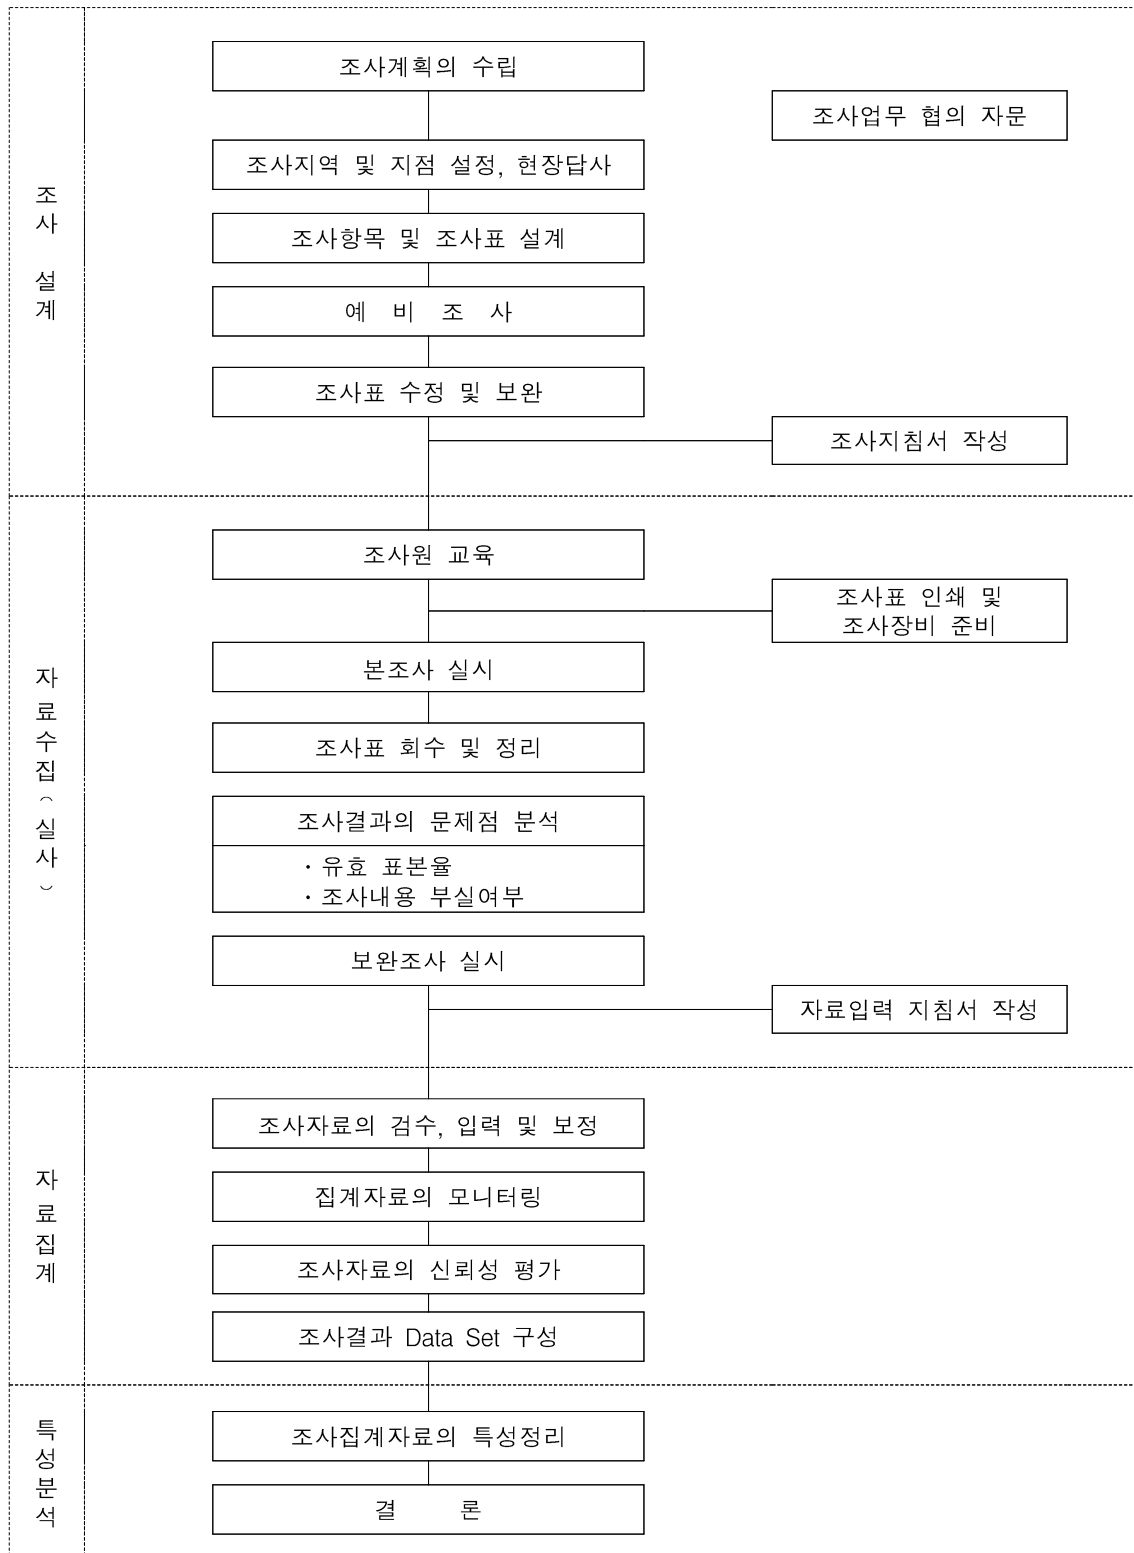 조사 설계
조사계획의 수립
조사업무 협의 자문
조사지역 및 지점 설정, 현장답사
조사항목 및 조사표 설계
예 비 조 사
조사표 수정 및 보완
조사지침서 작성
자료수집(실사)
조사원 교육
조사표 인쇄 및
조사장비 준비
본조사 실시
조사표 회수 및 정리
조사결과의 문제점 분석
· 유효 표본율
· 조사내용 부실여부
보완조사 실시
자료입력 지침서 작성
자료집계
조사자료의 검수, 입력 및 보정
집계자료의 모니터링
조사자료의 신뢰성 평가
조사결과 Data Set 구성
특성분석
조사집계자료의 특성정리
결 론